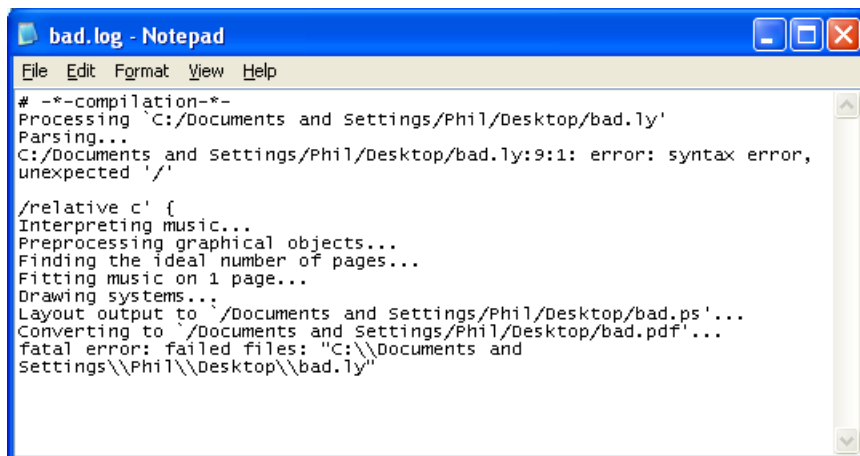 bad.log - Notepad
File Edit Format View Help
# -*-compilation-*-
Processing `C:/Documents and Settings/Phil/Desktop/bad.ly'
Parsing...
C:/Documents and Settings/Phil/Desktop/bad.ly:9:1: error: syntax error,
unexpected '/'
/relative c' {
Interpreting music...
Preprocessing graphical objects...
Finding the ideal number of pages...
Fitting music on 1 page...
Drawing systems...
Layout output to `/Documents and Settings/Phil/Desktop/bad.ps'...
Converting to `/Documents and Settings/Phil/Desktop/bad.pdf'...
fatal error: failed files: "C:\\Documents and
Settings\\Phil\\Desktop\\bad.ly"